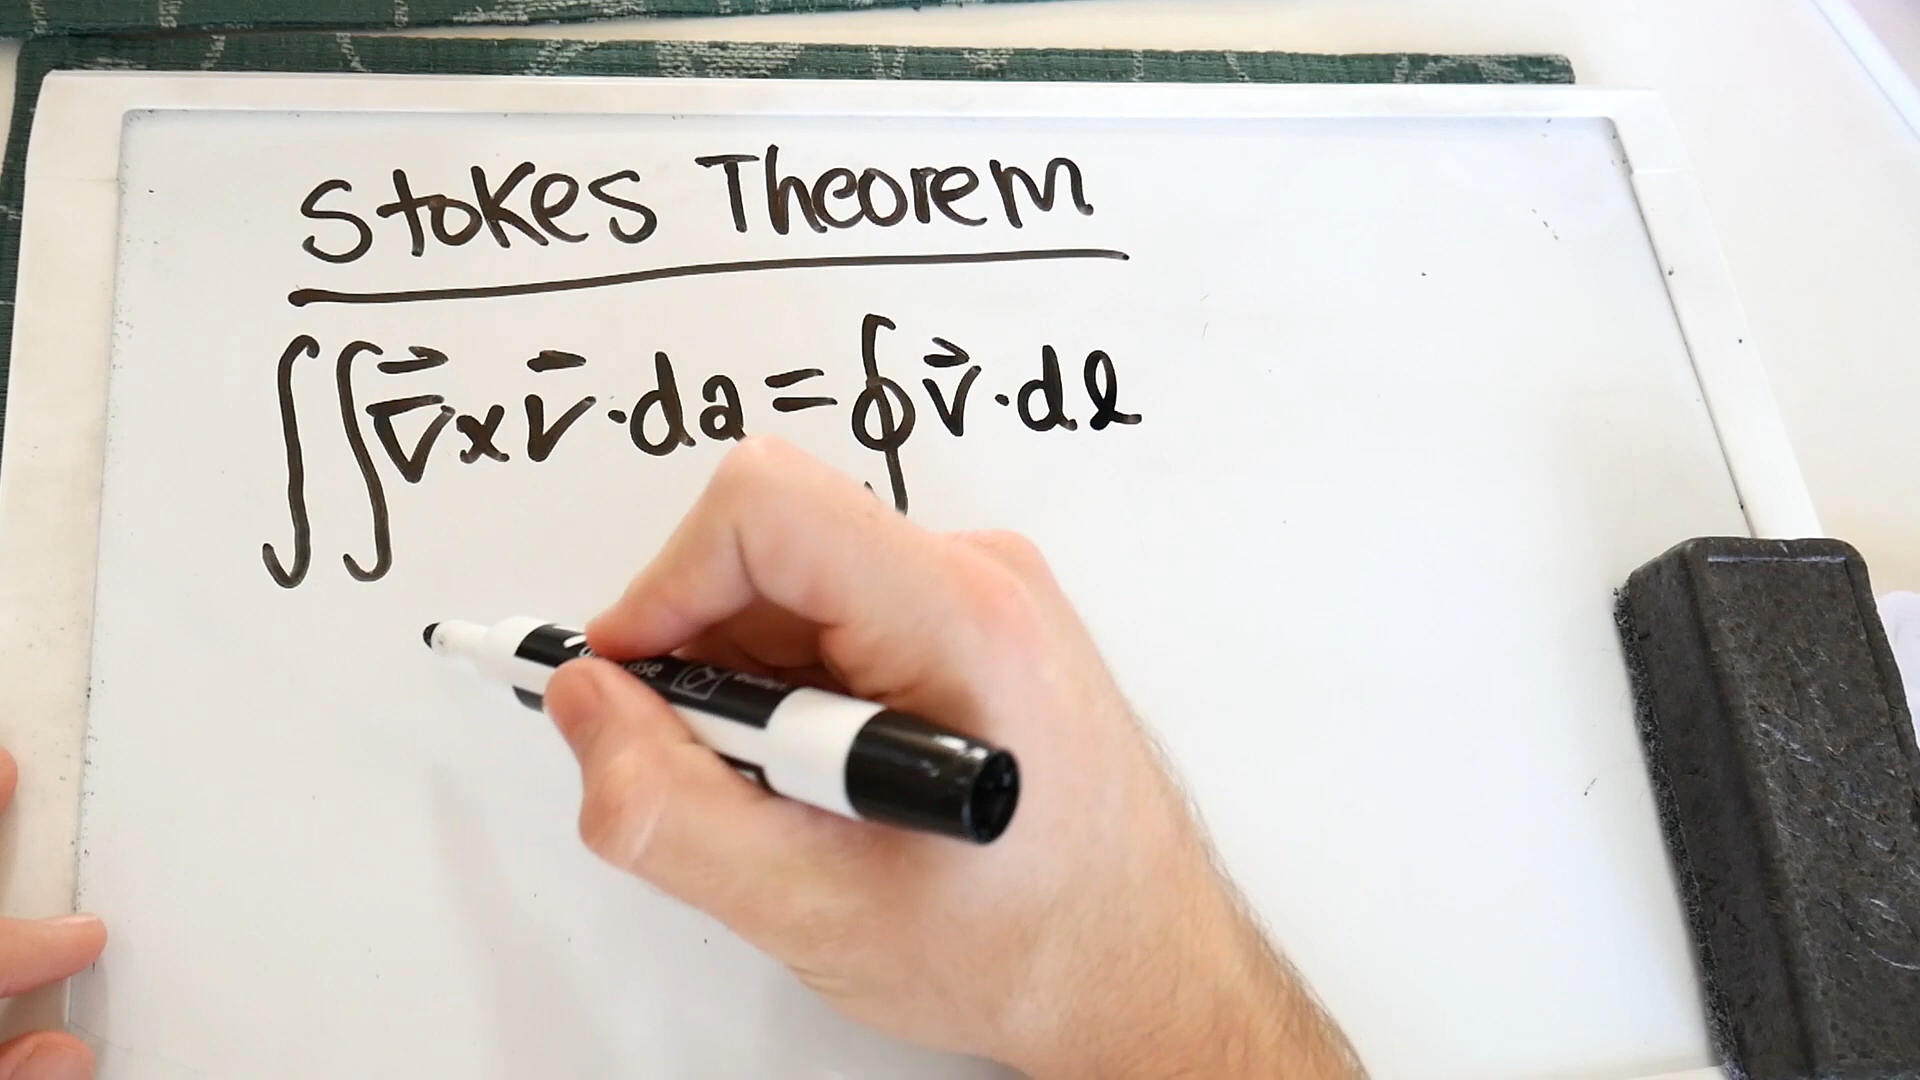 Stokes Theorem
∬ ∇⃗ x v⃗ · da = ∮ v⃗ · dl